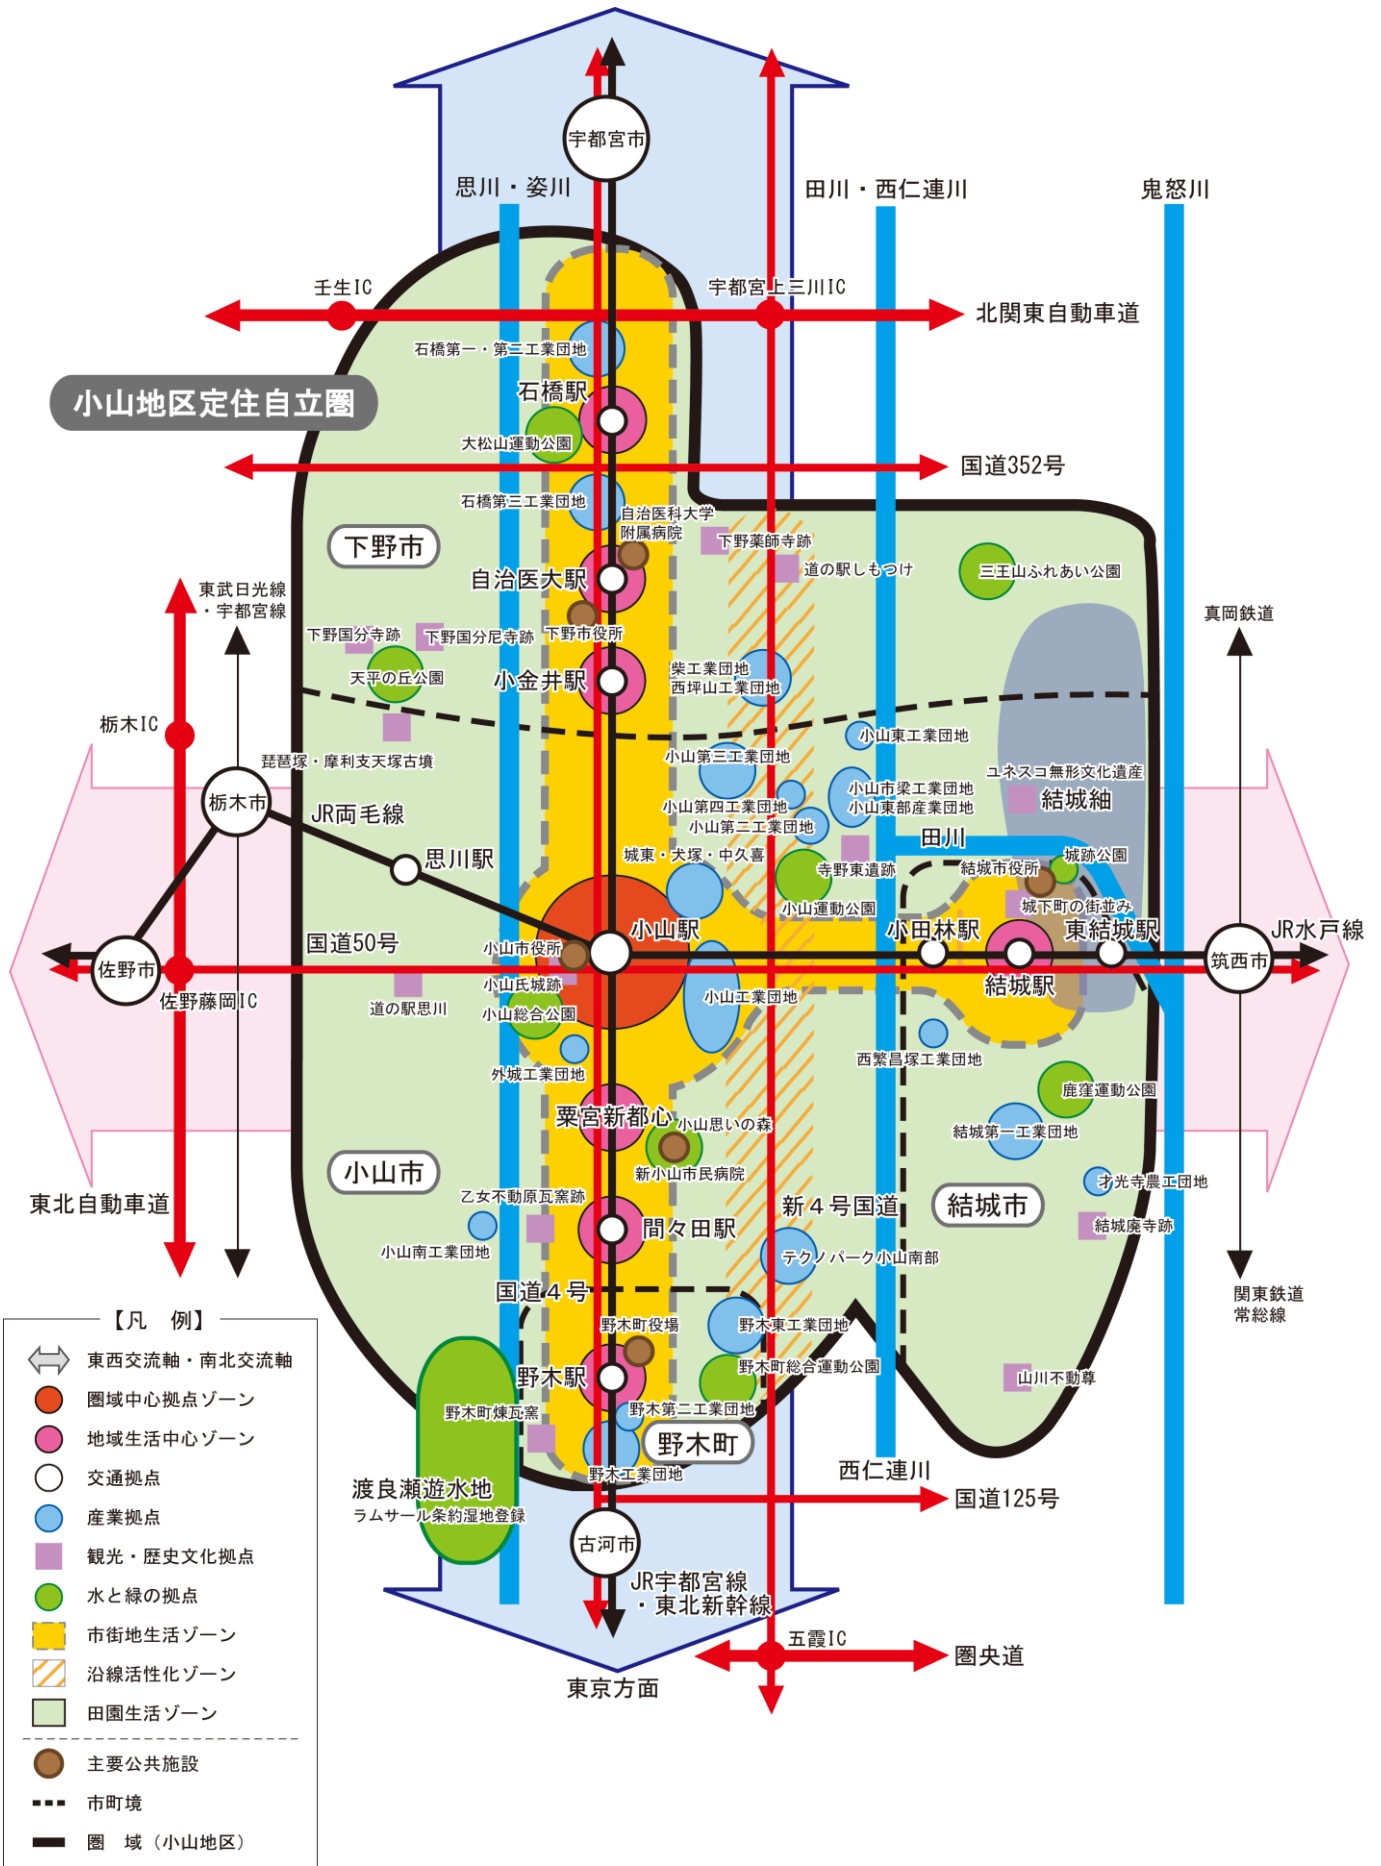 宇都宮市
思川・姿川
田川・西仁連川
鬼怒川
壬生IC
宇都宮上三川IC
北関東自動車道
石橋第一・第二工業団地
石橋駅
小山地区定住自立圏
大松山運動公園
国道352号
石橋第三工業団地
自治医科大学
附属病院
下野市
下野薬師寺跡
道の駅しもつけ
三王山ふれあい公園
自治医大駅
東武日光線
・宇都宮線
真岡鉄道
下野国分寺跡
下野国分尼寺跡
下野市役所
天平の丘公園
小金井駅
柴工業団地
西坪山工業団地
栃木IC
琵琶塚・摩利支天塚古墳
小山東工業団地
小山第三工業団地
ユネスコ無形文化遺産
結城紬
栃木市
JR両毛線
小山市梁工業団地
小山東部産業団地
小山第四工業団地
小山第二工業団地
田川
思川駅
城東・犬塚・中久喜
寺野東遺跡
結城市役所
城跡公園
小山運動公園
城下町の街並み
国道50号
小山市役所
小山駅
小田林駅
東結城駅
JR水戸線
佐野市
筑西市
佐野藤岡IC
小山氏城跡
結城駅
道の駅思川
小山総合公園
小山工業団地
外城工業団地
西繁昌塚工業団地
鹿窪運動公園
粟宮新都心
小山思いの森
結城第一工業団地
小山市
新小山市民病院
才光寺農工団地
東北自動車道
乙女不動原瓦窯跡
新４号国道
結城市
間々田駅
結城廃寺跡
小山南工業団地
テクノパーク小山南部
国道４号
関東鉄道
常総線
野木町役場
野木東工業団地
野木駅
野木町総合運動公園
山川不動尊
野木町煉瓦窯
野木第二工業団地
野木町
野木工業団地
西仁連川
渡良瀬遊水地
ラムサール条約湿地登録
国道125号
古河市
JR宇都宮線
・東北新幹線
五霞IC
圏央道
東京方面
【凡　例】
東西交流軸・南北交流軸
圏域中心拠点ゾーン
地域生活中心ゾーン
交通拠点
産業拠点
観光・歴史文化拠点
水と緑の拠点
市街地生活ゾーン
沿線活性化ゾーン
田園生活ゾーン
主要公共施設
市町境
圏　域（小山地区）